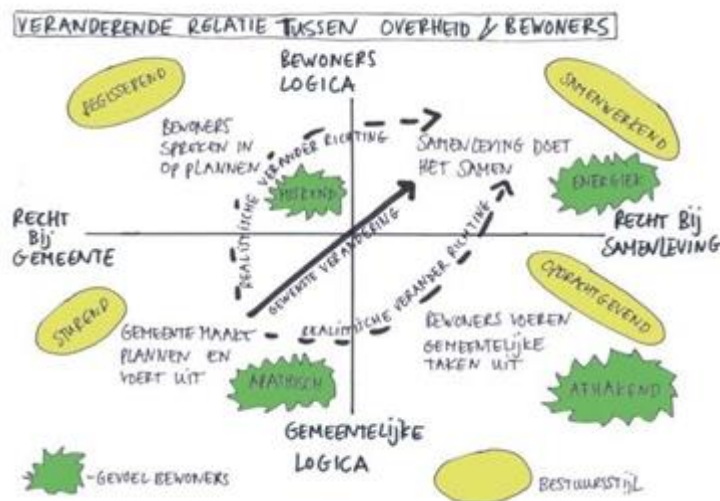 VERANDERENDE RELATIE TUSSEN OVERHEID & BEWONERS
BEWONERS
LOGICA
REGISSEREND
SAMENWERKEND
BEWONERS
SPREKEN IN
OP PLANNEN
REALISTISCHE VERANDER RICHTING
MISKEND
SAMENLEVING DOET
HET SAMEN
ENERGIEK
RECHT
BIJ
GEMEENTE
RECHT BIJ
SAMENLEVING
GEWENSTE VERANDERING
REALISTISCHE VERANDER RICHTING
STUREND
GEMEENTE MAAKT
PLANNEN EN
VOERT UIT
APATHISCH
BEWONERS VOEREN
GEMEENTELIJKE
TAKEN UIT
OPDRACHTGEVEND
AFHAKEND
GEMEENTELIJKE
LOGICA
-GEVOEL BEWONERS
BESTUURSSTIJL